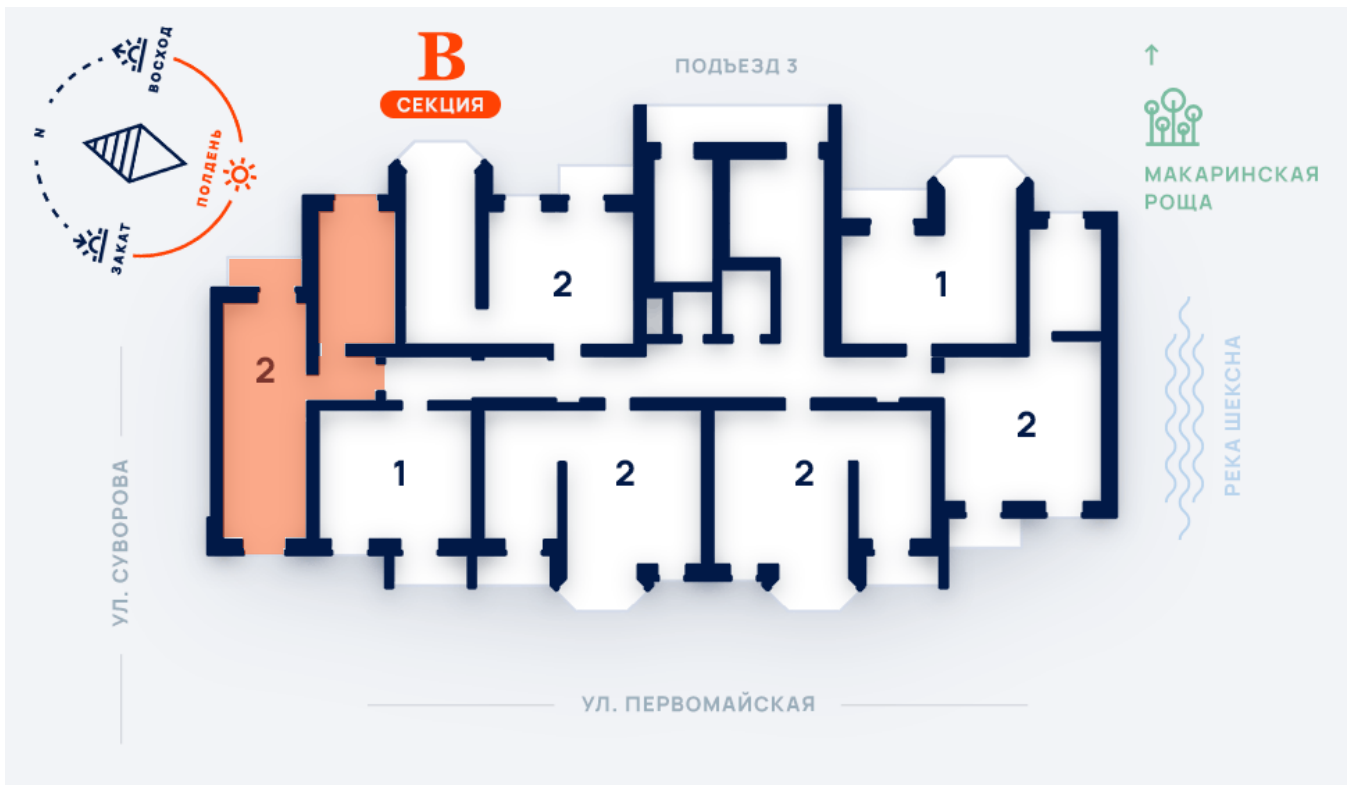 ВОСХОД
N
ПОЛДЕНЬ
ЗАКАТ
В
СЕКЦИЯ
ПОДЪЕЗД 3
МАКАРИНСКАЯ
РОЩА
2
1
2
2
1
2
2
УЛ. СУВОРОВА
РЕКА ШЕКСНА
УЛ. ПЕРВОМАЙСКАЯ